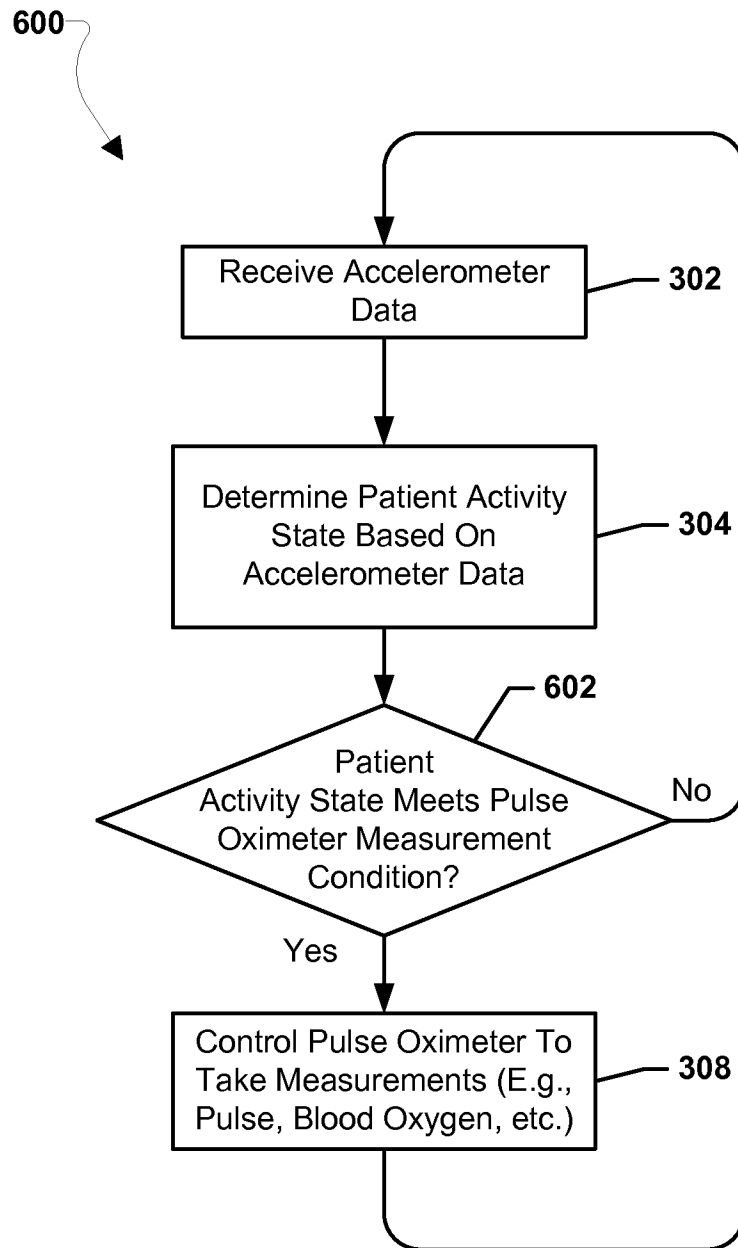 600
Receive Accelerometer
Data
302
Determine Patient Activity
State Based On
Accelerometer Data
304
602
Patient
Activity State Meets Pulse
Oximeter Measurement
Condition?
No
Yes
Control Pulse Oximeter To
Take Measurements (E.g.,
Pulse, Blood Oxygen, etc.)
308